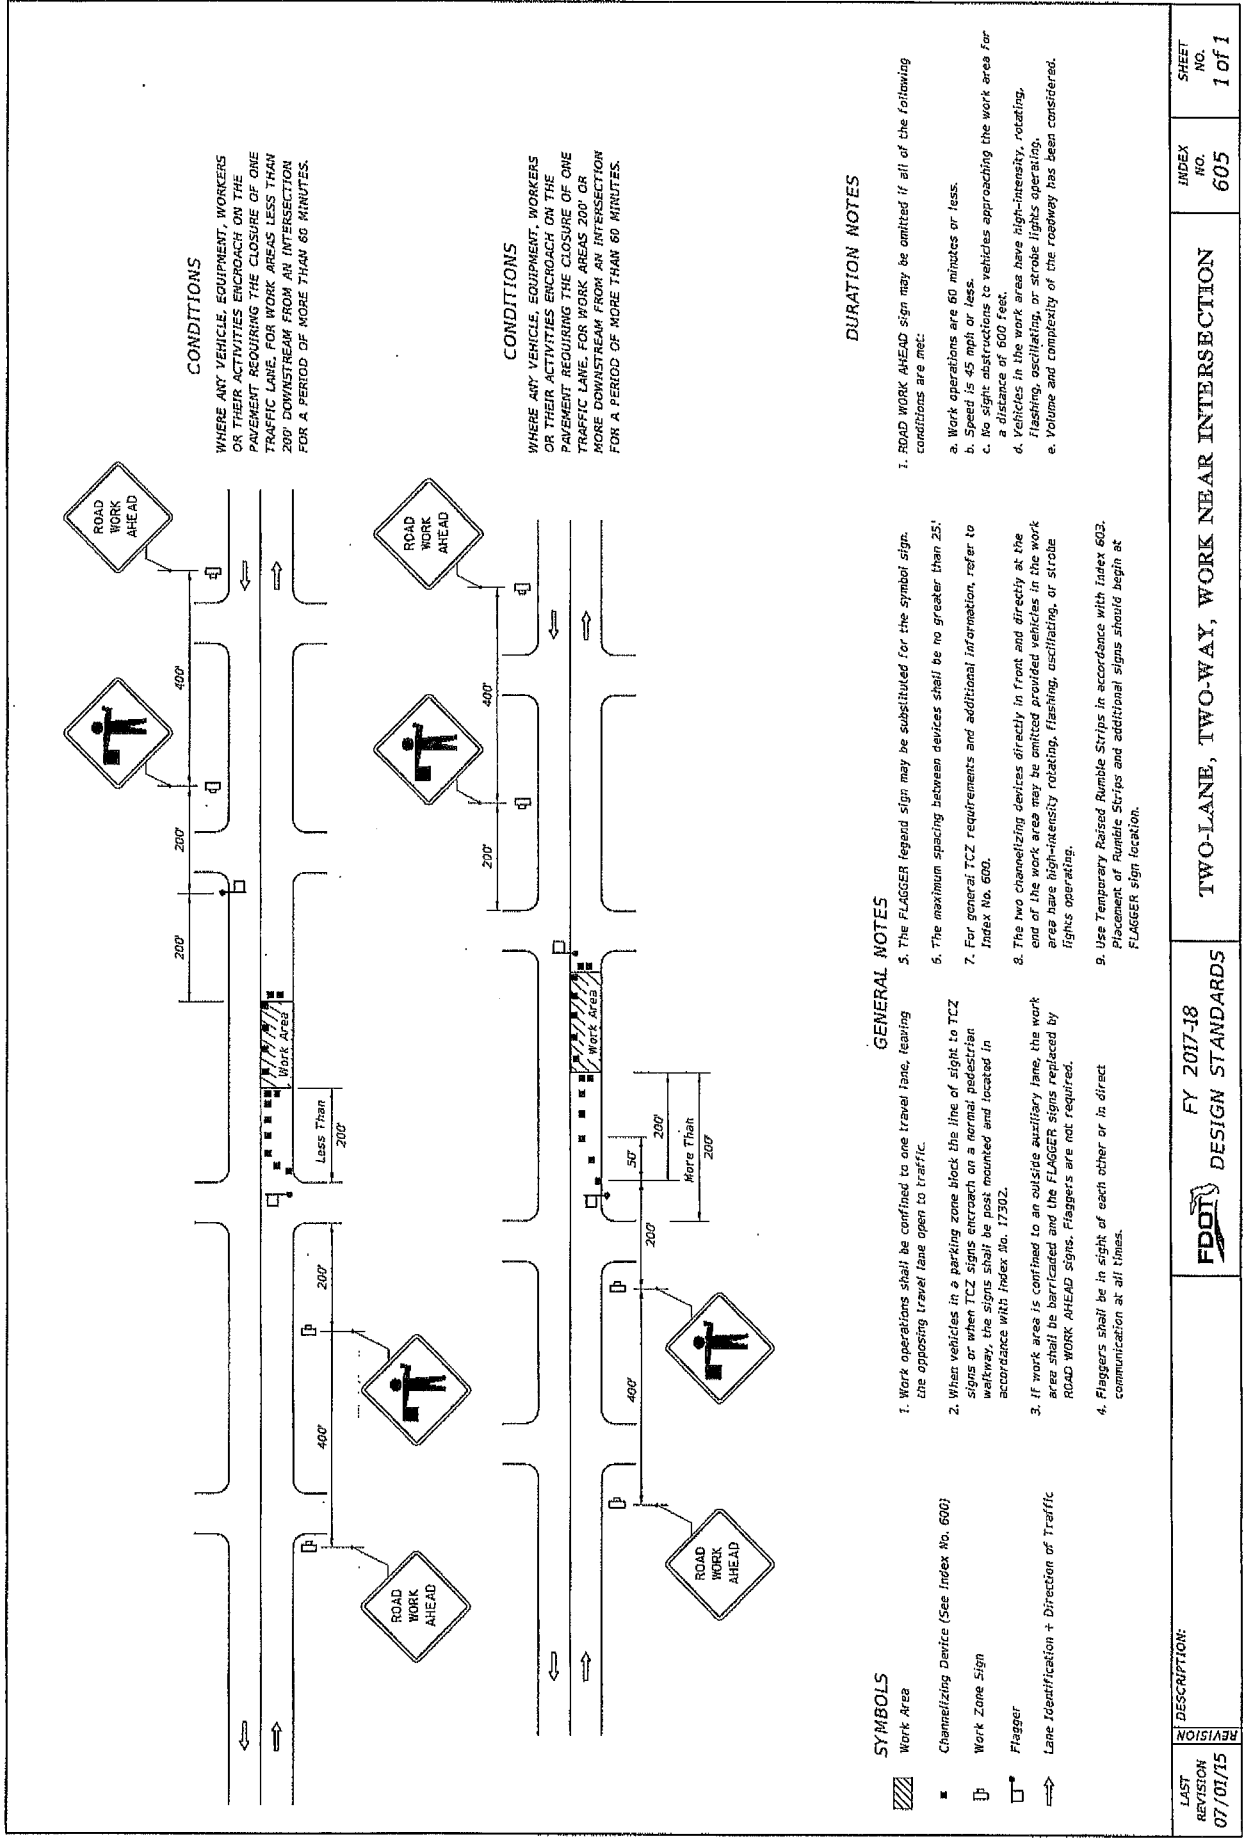 ROAD
WORK
AHEAD
400'
200'
200'
Work Area
Less Than
200'
200'
400'
ROAD
WORK
AHEAD
CONDITIONS
WHERE ANY VEHICLE, EQUIPMENT, WORKERS
OR THEIR ACTIVITIES ENCROACH ON THE
PAVEMENT REQUIRING THE CLOSURE OF ONE
TRAFFIC LANE, FOR WORK AREAS LESS THAN
200' DOWNSTREAM FROM AN INTERSECTION
FOR A PERIOD OF MORE THAN 60 MINUTES.
ROAD
WORK
AHEAD
400'
200'
Work Area
200'
50'
More Than
200'
200'
400'
ROAD
WORK
AHEAD
CONDITIONS
WHERE ANY VEHICLE, EQUIPMENT, WORKERS
OR THEIR ACTIVITIES ENCROACH ON THE
PAVEMENT REQUIRING THE CLOSURE OF ONE
TRAFFIC LANE, FOR WORK AREAS 200' OR
MORE DOWNSTREAM FROM AN INTERSECTION
FOR A PERIOD OF MORE THAN 60 MINUTES.
SYMBOLS
Work Area
Channelizing Device (See Index No. 600)
Work Zone Sign
Flagger
Lane Identification + Direction of Traffic
GENERAL NOTES
1. Work operations shall be confined to one travel lane, leaving
the opposing travel lane open to traffic.
2. When vehicles in a parking zone block the line of sight to TCZ
signs or when TCZ signs encroach on a normal pedestrian
walkway, the signs shall be post mounted and located in
accordance with Index No. 17302.
3. If work area is confined to an outside auxiliary lane, the work
area shall be barricaded and the FLAGGER signs replaced by
ROAD WORK AHEAD signs. Flaggers are not required.
4. Flaggers shall be in sight of each other or in direct
communication at all times.
5. The FLAGGER legend sign may be substituted for the symbol sign.
6. The maximum spacing between devices shall be no greater than 25'.
7. For general TCZ requirements and additional information, refer to
Index No. 600.
8. The two channelizing devices directly in front and directly at the
end of the work area may be omitted provided vehicles in the work
area have high-intensity rotating, flashing, oscillating, or strobe
lights operating.
9. Use Temporary Raised Rumble Strips in accordance with Index 603.
Placement of Rumble Strips and additional signs should begin at
FLAGGER sign location.
DURATION NOTES
1. ROAD WORK AHEAD sign may be omitted if all of the following
conditions are met:
a. Work operations are 60 minutes or less.
b. Speed is 45 mph or less.
c. No sight obstructions to vehicles approaching the work area for
a distance of 600 feet.
d. Vehicles in the work area have high-intensity, rotating,
flashing, oscillating, or strobe lights operating.
e. Volume and complexity of the roadway has been considered.
LAST
REVISION
07/01/15
REVISION
DESCRIPTION:
FDOT
FY 2017-18
DESIGN STANDARDS
TWO-LANE, TWO-WAY, WORK NEAR INTERSECTION
INDEX
NO.
605
SHEET
NO.
1 of 1